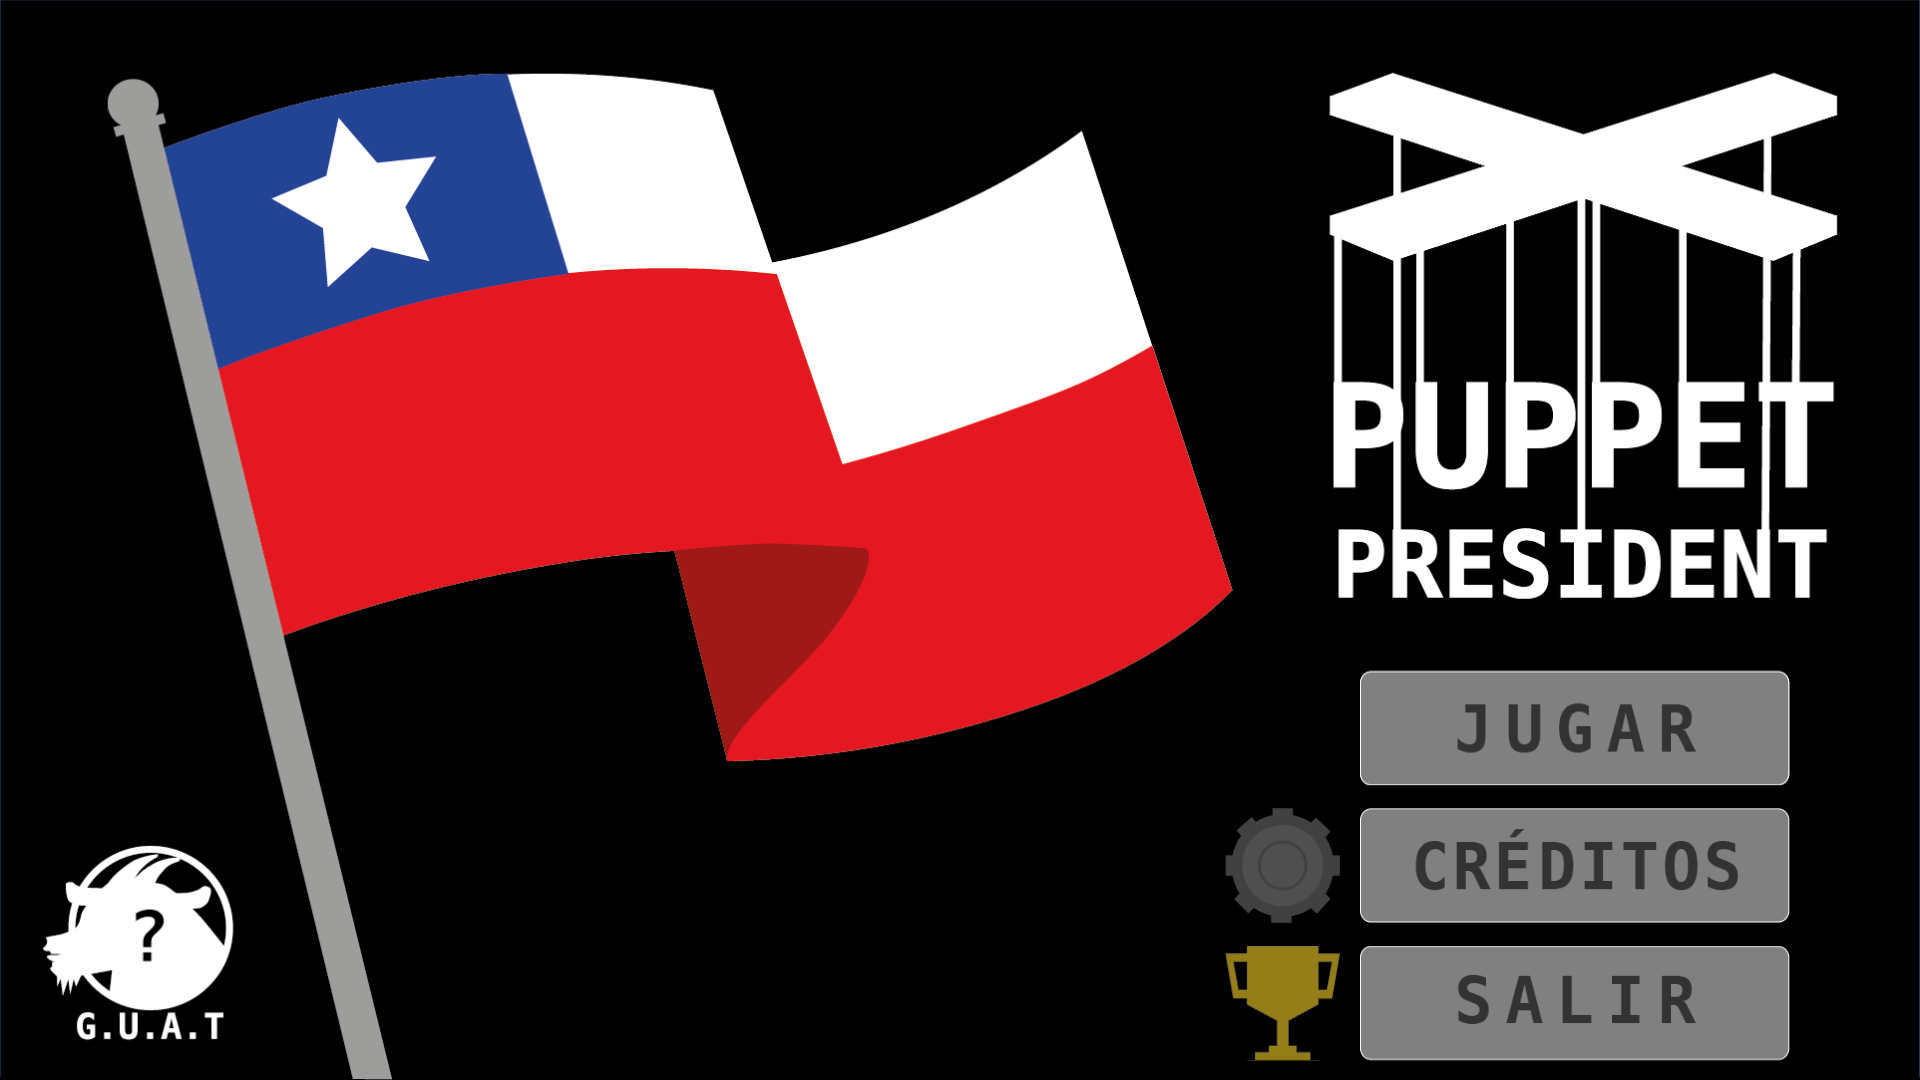 PUPPET
PRESIDENT
JUGAR
CRÉDITOS
SALIR
?
G.U.A.T